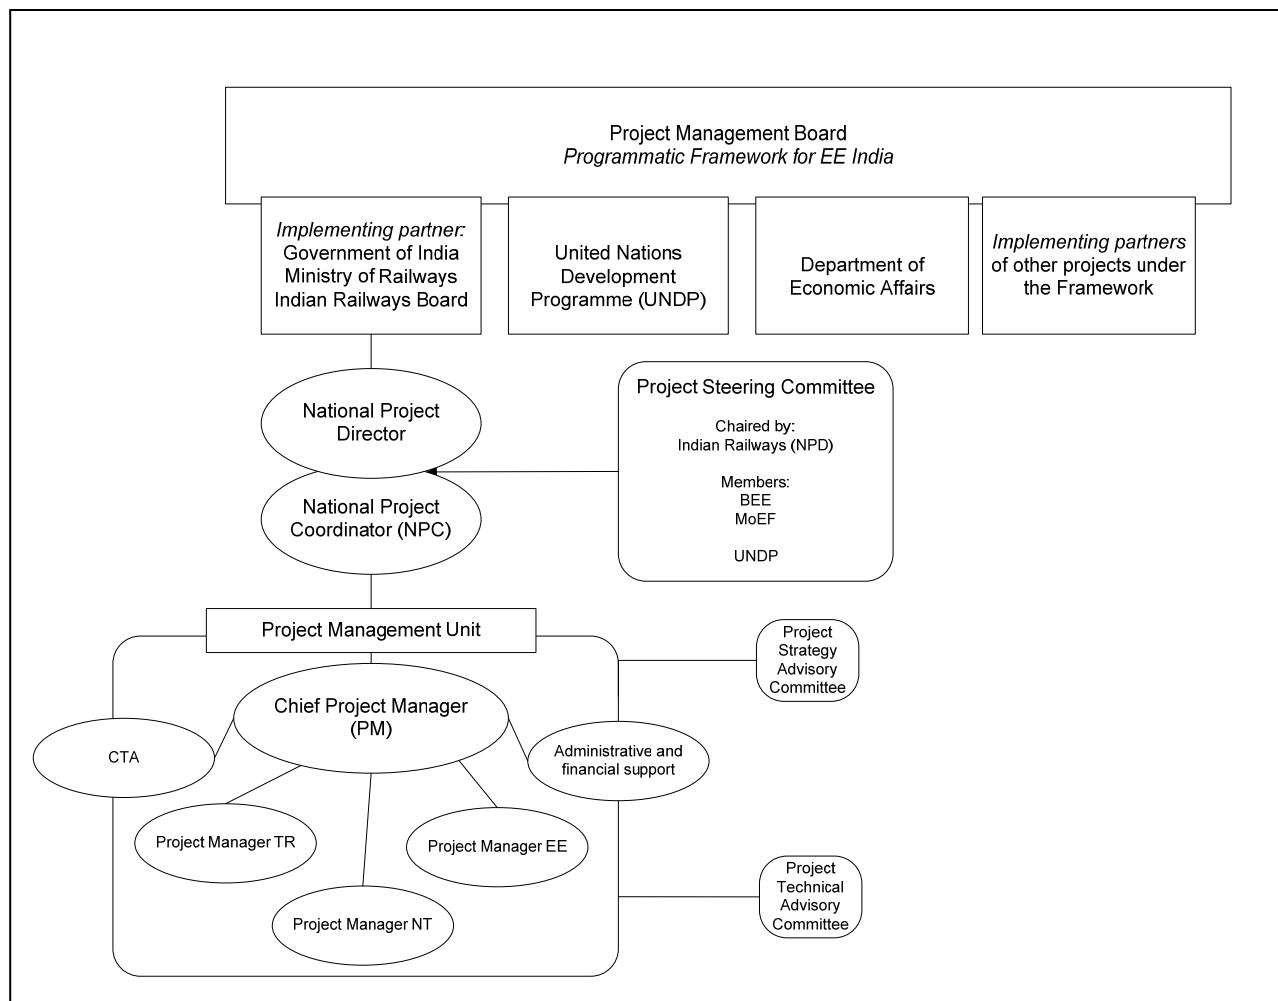 Project Management Board
Programmatic Framework for EE India
Implementing partner:
Government of India
Ministry of Railways
Indian Railways Board
United Nations
Development
Programme (UNDP)
Department of
Economic Affairs
Implementing partners
of other projects under
the Framework
National Project
Director
Project Steering Committee
Chaired by:
Indian Railways (NPD)
Members:
BEE
MoEF
UNDP
National Project
Coordinator (NPC)
Project Management Unit
Project
Strategy
Advisory
Committee
Chief Project Manager
(PM)
CTA
Administrative and
financial support
Project Manager TR
Project Manager EE
Project Manager NT
Project
Technical
Advisory
Committee